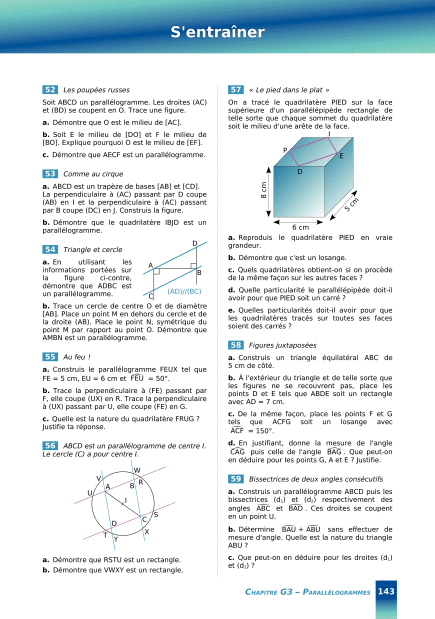 S'entraîner
52 Les poupées russes
Soit ABCD un parallélogramme. Les droites (AC)
et (BD) se coupent en O. Trace une figure.
a. Démontre que O est le milieu de [AC].
b. Soit E le milieu de [DO] et F le milieu de
[BO]. Explique pourquoi O est le milieu de [EF].
c. Démontre que AECF est un parallélogramme.
53 Comme au cirque
a. ABCD est un trapèze de bases [AB] et [CD].
La perpendiculaire à (AC) passant par D coupe
(AB) en I et la perpendiculaire à (AC) passant
par B coupe (DC) en J. Construis la figure.
b. Démontre que le quadrilatère IBJD est un
parallélogramme.
54 Triangle et cercle
a. En utilisant les
informations portées sur
la figure ci-contre,
démontre que ADBC est
un parallélogramme.
D
A
B
C
(AD)//(BC)
b. Trace un cercle de centre O et de diamètre
[AB]. Place un point M en dehors du cercle et de
la droite (AB). Place le point N, symétrique du
point M par rapport au point O. Démontre que
AMBN est un parallélogramme.
55 Au feu !
a. Construis le parallélogramme FEUX tel que
FE = 5 cm, EU = 6 cm et FEU = 50°.
b. Trace la perpendiculaire à (FE) passant par
F, elle coupe (UX) en R. Trace la perpendiculaire
à (UX) passant par U, elle coupe (FE) en G.
c. Quelle est la nature du quadrilatère FRUG ?
Justifie ta réponse.
56 ABCD est un parallélogramme de centre I.
Le cercle (C) a pour centre I.
W
V
R
A
B
U
I
C
S
D
T
Y
X
a. Démontre que RSTU est un rectangle.
b. Démontre que VWXY est un rectangle.
57 « Le pied dans le plat »
On a tracé le quadrilatère PIED sur la face
supérieure d'un parallélépipède rectangle de
telle sorte que chaque sommet du quadrilatère
soit le milieu d'une arête de la face.
I
P
E
D
8 cm
5 cm
6 cm
a. Reproduis le quadrilatère PIED en vraie
grandeur.
b. Démontre que c'est un losange.
c. Quels quadrilatères obtient-on si on procède
de la même façon sur les autres faces ?
d. Quelle particularité le parallélépipède doit-il
avoir pour que PIED soit un carré ?
e. Quelles particularités doit-il avoir pour que
les quadrilatères tracés sur toutes ses faces
soient des carrés ?
58 Figures juxtaposées
a. Construis un triangle équilatéral ABC de
5 cm de côté.
b. À l'extérieur du triangle et de telle sorte que
les figures ne se recouvrent pas, place les
points D et E tels que ABDE soit un rectangle
avec AD = 7 cm.
c. De la même façon, place les points F et G
tels que ACFG soit un losange avec
ACF = 150°.
d. En justifiant, donne la mesure de l'angle
CAG puis celle de l'angle BAG. Que peut-on
en déduire pour les points G, A et E ? Justifie.
59 Bissectrices de deux angles consécutifs
a. Construis un parallélogramme ABCD puis les
bissectrices (d1) et (d2) respectivement des
angles ABC et BAD. Ces droites se coupent
en un point U.
b. Détermine BAU + ABU sans effectuer de
mesure d'angle. Quelle est la nature du triangle
ABU ?
c. Que peut-on en déduire pour les droites (d1)
et (d2) ?
CHAPITRE G3 – PARALLÉLOGRAMMES 143